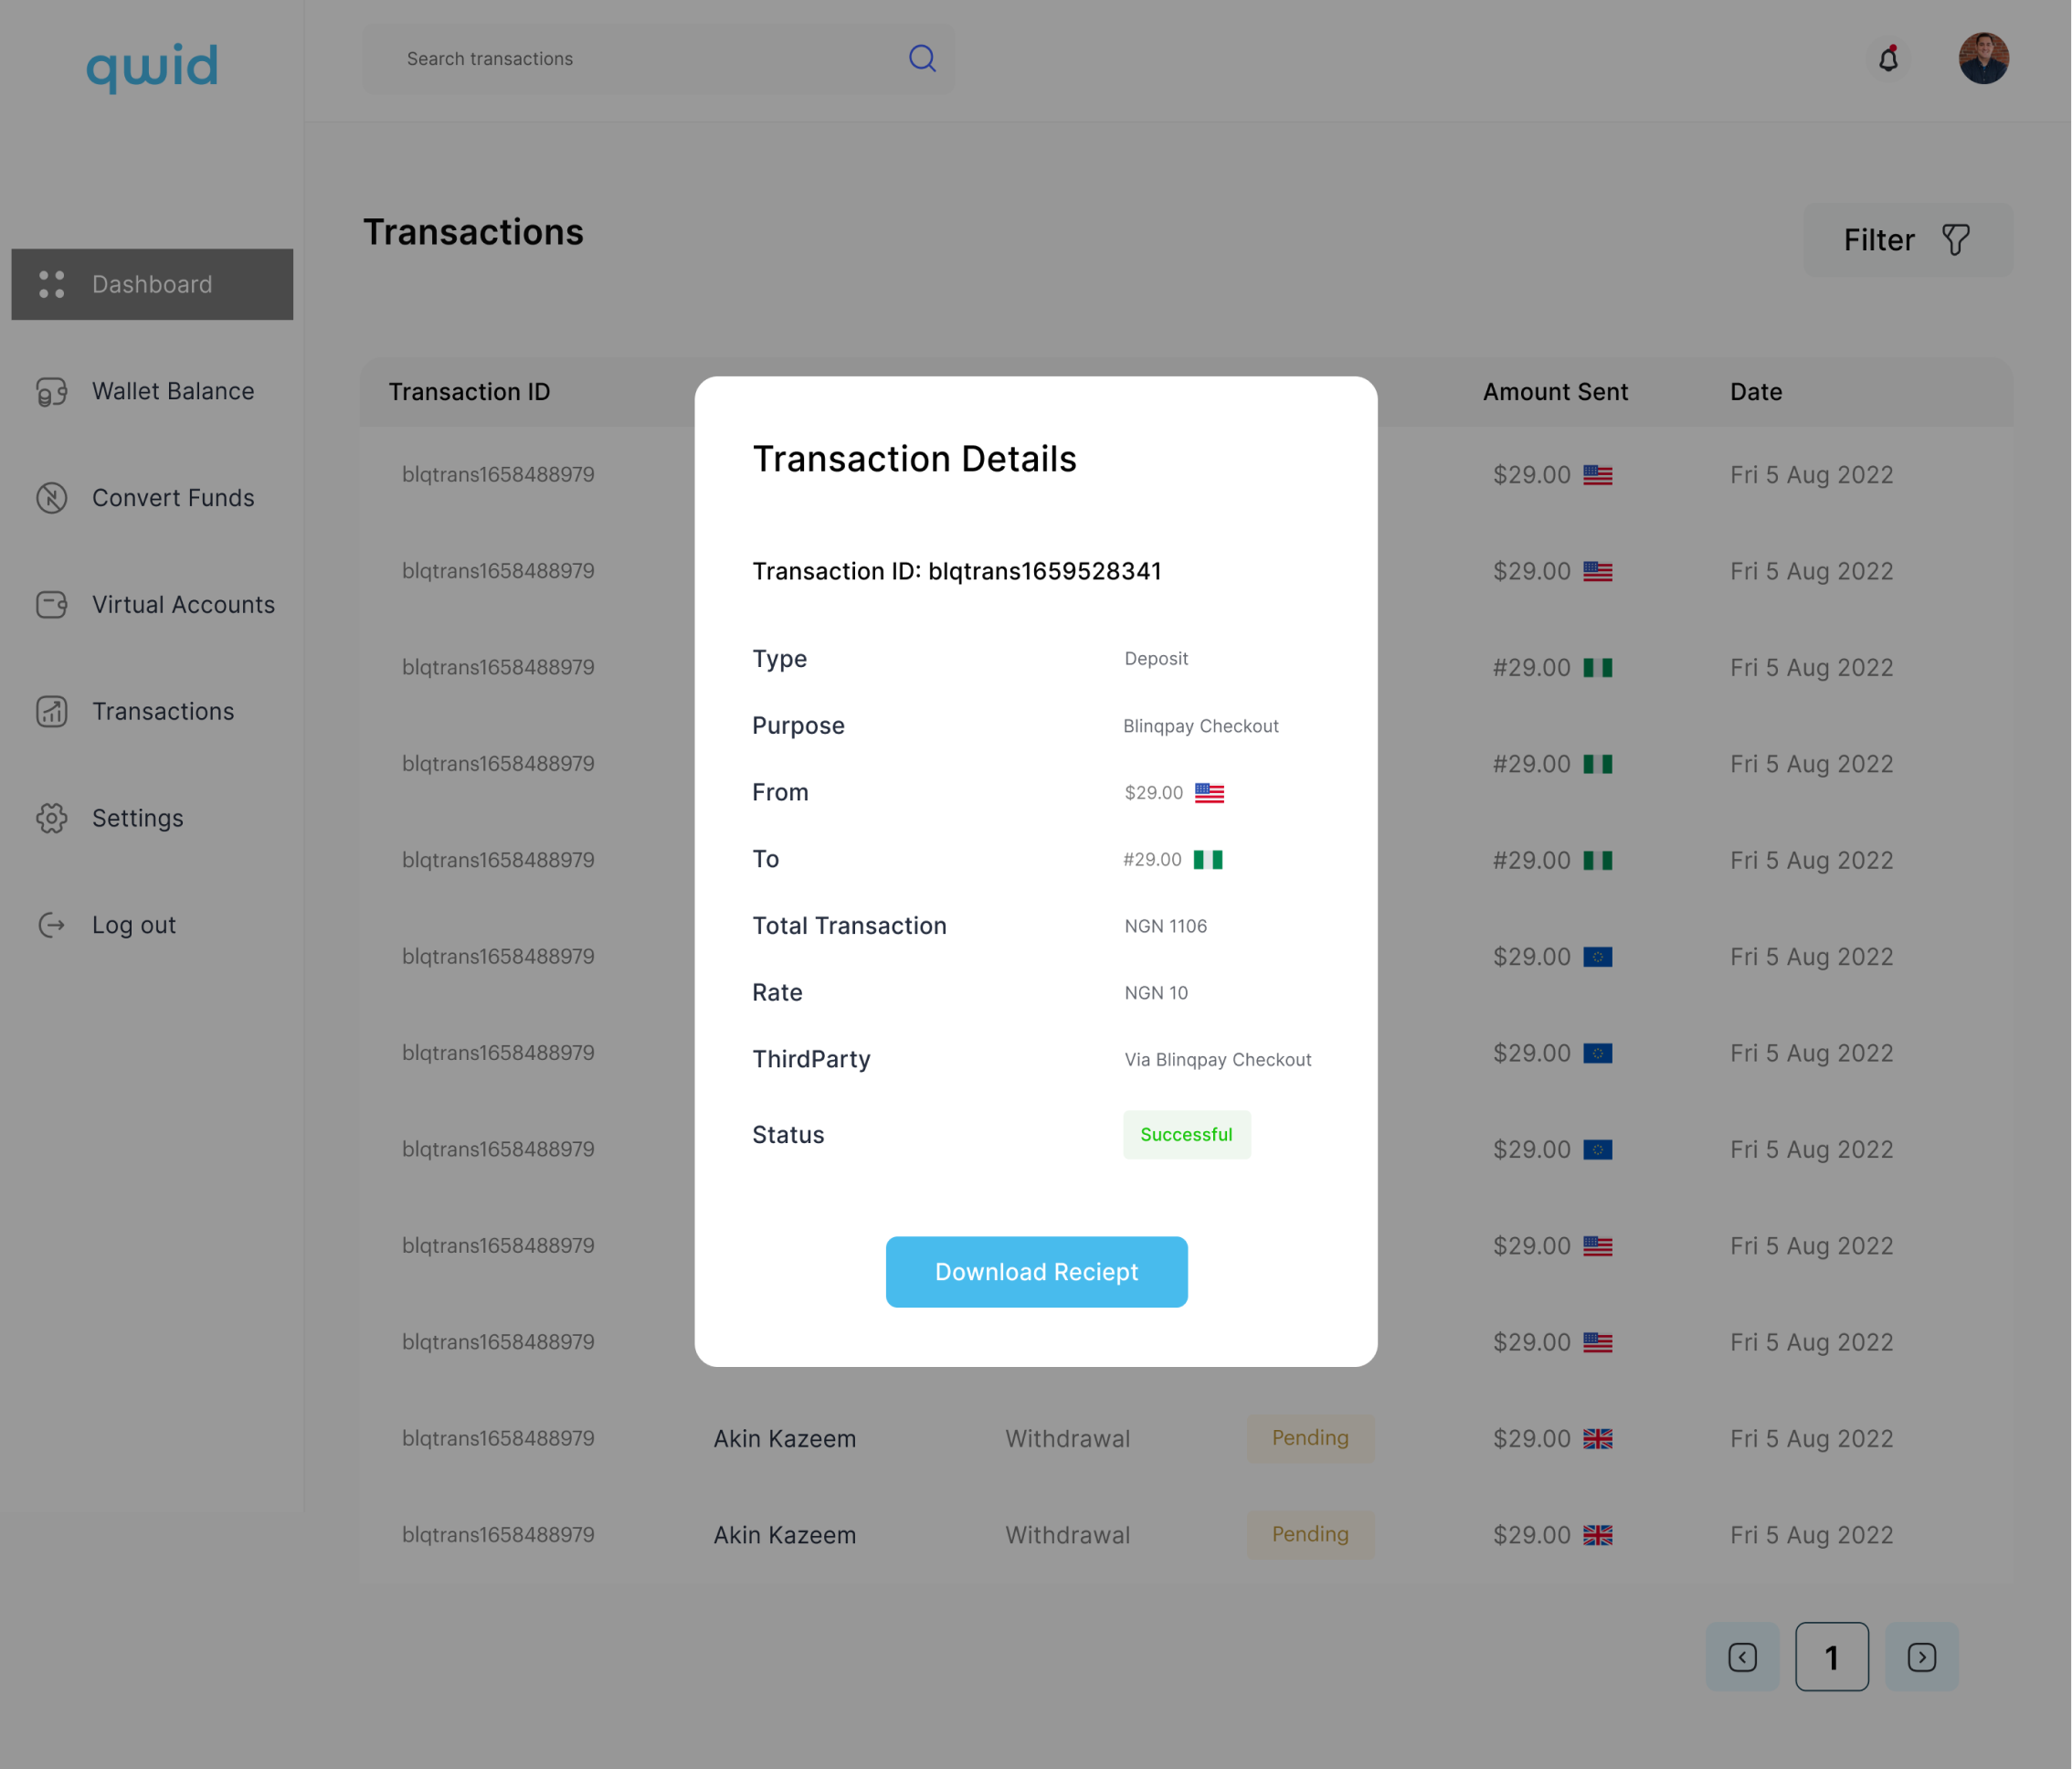 qwid
Search transactions
Dashboard
Wallet Balance
Convert Funds
Virtual Accounts
Transactions
Settings
Log out
Transactions
Filter
Transaction ID Amount Sent Date
blqtrans1658488979 $29.00 Fri 5 Aug 2022
blqtrans1658488979 $29.00 Fri 5 Aug 2022
blqtrans1658488979 #29.00 Fri 5 Aug 2022
blqtrans1658488979 #29.00 Fri 5 Aug 2022
blqtrans1658488979 #29.00 Fri 5 Aug 2022
blqtrans1658488979 $29.00 Fri 5 Aug 2022
blqtrans1658488979 $29.00 Fri 5 Aug 2022
blqtrans1658488979 $29.00 Fri 5 Aug 2022
blqtrans1658488979 $29.00 Fri 5 Aug 2022
blqtrans1658488979 $29.00 Fri 5 Aug 2022
blqtrans1658488979 Akin Kazeem Withdrawal Pending $29.00 Fri 5 Aug 2022
blqtrans1658488979 Akin Kazeem Withdrawal Pending $29.00 Fri 5 Aug 2022
Transaction Details
Transaction ID: blqtrans1659528341
Type Deposit
Purpose Blinqpay Checkout
From $29.00
To #29.00
Total Transaction NGN 1106
Rate NGN 10
ThirdParty Via Blinqpay Checkout
Status Successful
Download Reciept
1